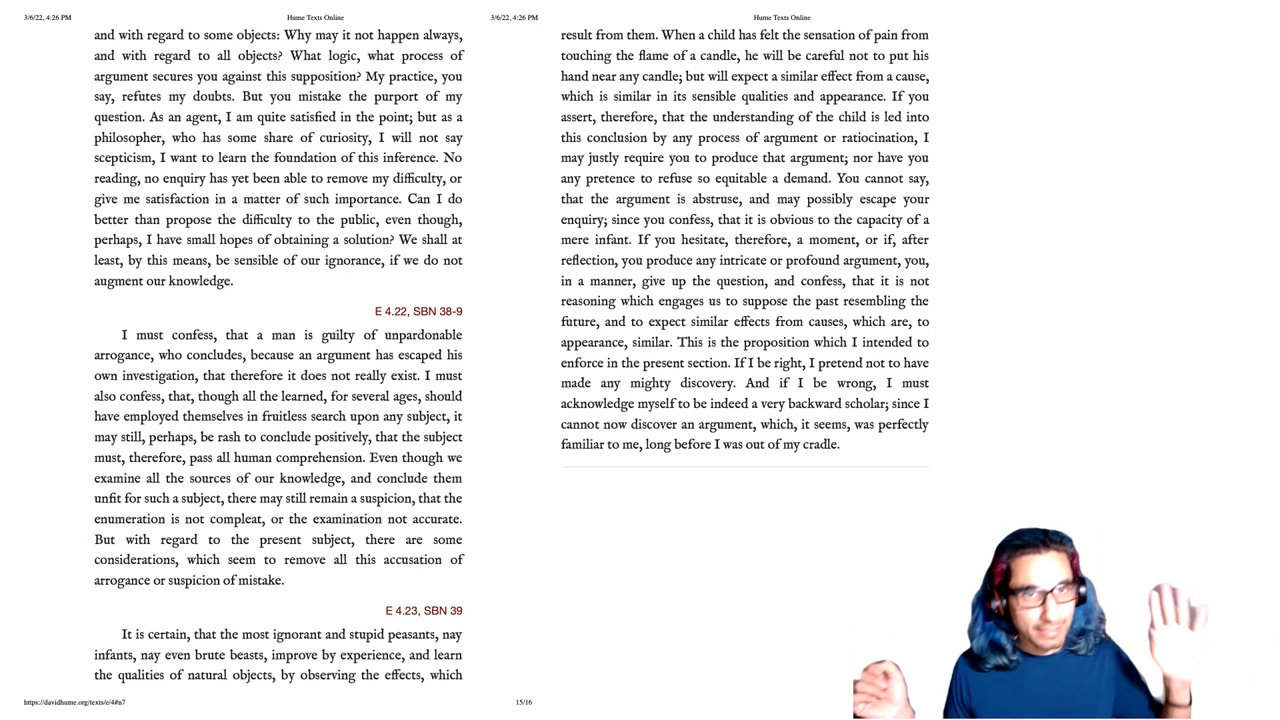 3/6/22, 4:26 PM
Hume Texts Online
and with regard to some objects: Why may it not happen always,
and with regard to all objects? What logic, what process of
argument secures you against this supposition? My practice, you
say, refutes my doubts. But you mistake the purport of my
question. As an agent, I am quite satisfied in the point; but as a
philosopher, who has some share of curiosity, I will not say
scepticism, I want to learn the foundation of this inference. No
reading, no enquiry has yet been able to remove my difficulty, or
give me satisfaction in a matter of such importance. Can I do
better than propose the difficulty to the public, even though,
perhaps, I have small hopes of obtaining a solution? We shall at
least, by this means, be sensible of our ignorance, if we do not
augment our knowledge.
E 4.22, SBN 38-9
I must confess, that a man is guilty of unpardonable
arrogance, who concludes, because an argument has escaped his
own investigation, that therefore it does not really exist. I must
also confess, that, though all the learned, for several ages, should
have employed themselves in fruitless search upon any subject, it
may still, perhaps, be rash to conclude positively, that the subject
must, therefore, pass all human comprehension. Even though we
examine all the sources of our knowledge, and conclude them
unfit for such a subject, there may still remain a suspicion, that the
enumeration is not compleat, or the examination not accurate.
But with regard to the present subject, there are some
considerations, which seem to remove all this accusation of
arrogance or suspicion of mistake.
E 4.23, SBN 39
It is certain, that the most ignorant and stupid peasants, nay
infants, nay even brute beasts, improve by experience, and learn
the qualities of natural objects, by observing the effects, which
https://davidhume.org/texts/e/4#n7
15/16
3/6/22, 4:26 PM
Hume Texts Online
result from them. When a child has felt the sensation of pain from
touching the flame of a candle, he will be careful not to put his
hand near any candle; but will expect a similar effect from a cause,
which is similar in its sensible qualities and appearance. If you
assert, therefore, that the understanding of the child is led into
this conclusion by any process of argument or ratiocination, I
may justly require you to produce that argument; nor have you
any pretence to refuse so equitable a demand. You cannot say,
that the argument is abstruse, and may possibly escape your
enquiry; since you confess, that it is obvious to the capacity of a
mere infant. If you hesitate, therefore, a moment, or if, after
reflection, you produce any intricate or profound argument, you,
in a manner, give up the question, and confess, that it is not
reasoning which engages us to suppose the past resembling the
future, and to expect similar effects from causes, which are, to
appearance, similar. This is the proposition which I intended to
enforce in the present section. If I be right, I pretend not to have
made any mighty discovery. And if I be wrong, I must
acknowledge myself to be indeed a very backward scholar; since I
cannot now discover an argument, which, it seems, was perfectly
familiar to me, long before I was out of my cradle.